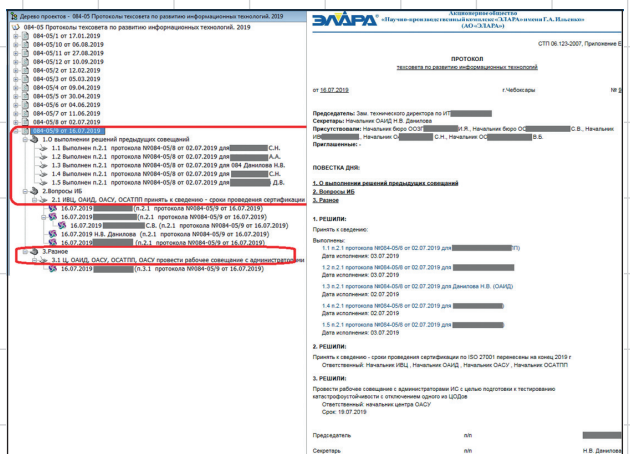 Дерево проектов - 084-05 Протоколы техсовета по развитию информационных технологий. 2019
084-05 Протоколы техсовета по развитию информационных технологий. 2019
084-05/1 от 17.01.2019
084-05/10 от 06.08.2019
084-05/11 от 27.08.2019
084-05/12 от 10.09.2019
084-05/2 от 12.02.2019
084-05/3 от 05.03.2019
084-05/4 от 09.04.2019
084-05/5 от 30.04.2019
084-05/6 от 04.06.2019
084-05/7 от 11.06.2019
084-05/8 от 02.07.2019
084-05/9 от 16.07.2019
1.О выполнении решений предыдущих совещаний
1.1 Выполнен п.2.1 протокола №084-05/8 от 02.07.2019 для С.Н.
1.2 Выполнен п.2.1 протокола №084-05/8 от 02.07.2019 для А.А.
1.3 Выполнен п.2.1 протокола №084-05/8 от 02.07.2019 для 084 Данилова Н.В.
1.4 Выполнен п.2.1 протокола №084-05/8 от 02.07.2019 для С.Н.
1.5 Выполнен п.2.1 протокола №084-05/8 от 02.07.2019 для Д.В.
2.Вопросы ИБ
2.1 ИВЦ, ОАИД, ОАСУ, ОСАТПП принять к сведению - сроки проведения сертификации
16.07.2019 (п.2.1 протокола №084-05/9 от 16.07.2019)
16.07.2019 (п.2.1 протокола №084-05/9 от 16.07.2019)
16.07.2019 С.В. (п.2.1 протокола №084-05/9 от 16.07.2019)
16.07.2019 Н.В. Данилова (п.2.1 протокола №084-05/9 от 16.07.2019)
16.07.2019 (п.2.1 протокола №084-05/9 от 16.07.2019)
3.Разное
3.1 Ц, ОАИД, ОАСУ, ОСАТПП, ОАСУ провести рабочее совещание с администраторами
16.07.2019 (п.3.1 протокола №084-05/9 от 16.07.2019)
ЭЛАРА
Акционерное общество
«Научно-производственный комплекс «ЭЛАРА» имени Г.А. Ильенко»
(АО «ЭЛАРА»)
СТП 06.123-2007, Приложение Е
ПРОТОКОЛ
техсовета по развитию информационных технологий
от 16.07.2019 г.Чебоксары №
Председатель: Зам. технического директора по ИТ
Секретарь: Начальник ОАИД Н.В. Данилова
Присутствовали: Начальник бюро ООЗГ И.Я., Начальник бюро ОС С.В., Начальник
ИВ , Начальник О С.Н., Начальник ОС В.Б.
Приглашенные: -
ПОВЕСТКА ДНЯ:
1. О выполнении решений предыдущих совещаний
2. Вопросы ИБ
3. Разное
1. РЕШИЛИ:
Принять к сведению:
Выполнены:
1.1 п.2.1 протокола №084-05/8 от 02.07.2019 для ПП)
Дата исполнения: 03.07.2019
1.2 п.2.1 протокола №084-05/8 от 02.07.2019 для
Дата исполнения: 03.07.2019
1.3 п.2.1 протокола №084-05/8 от 02.07.2019 для Данилова Н.В. (ОАИД)
Дата исполнения: 02.07.2019
1.4 п.2.1 протокола №084-05/8 от 02.07.2019 для )
Дата исполнения: 02.07.2019
1.5 п.2.1 протокола №084-05/8 от 02.07.2019 для )
Дата исполнения: 03.07.2019
2. РЕШИЛИ:
Принять к сведению - сроки проведения сертификации по ISO 27001 перенесены на конец 2019 г
Ответственный: Начальник ИВЦ , Начальник ОАИД , Начальник ОАСУ , Начальник ОСАТПП
3. РЕШИЛИ:
Провести рабочее совещание с администраторами ИС с целью подготовки к тестированию
катастрофоустойчивости с отключением одного из ЦОДов
Ответственный: начальник центра ОАСУ
Срок: 19.07.2019
Председатель п/п
Секретарь п/п Н.В. Данилова